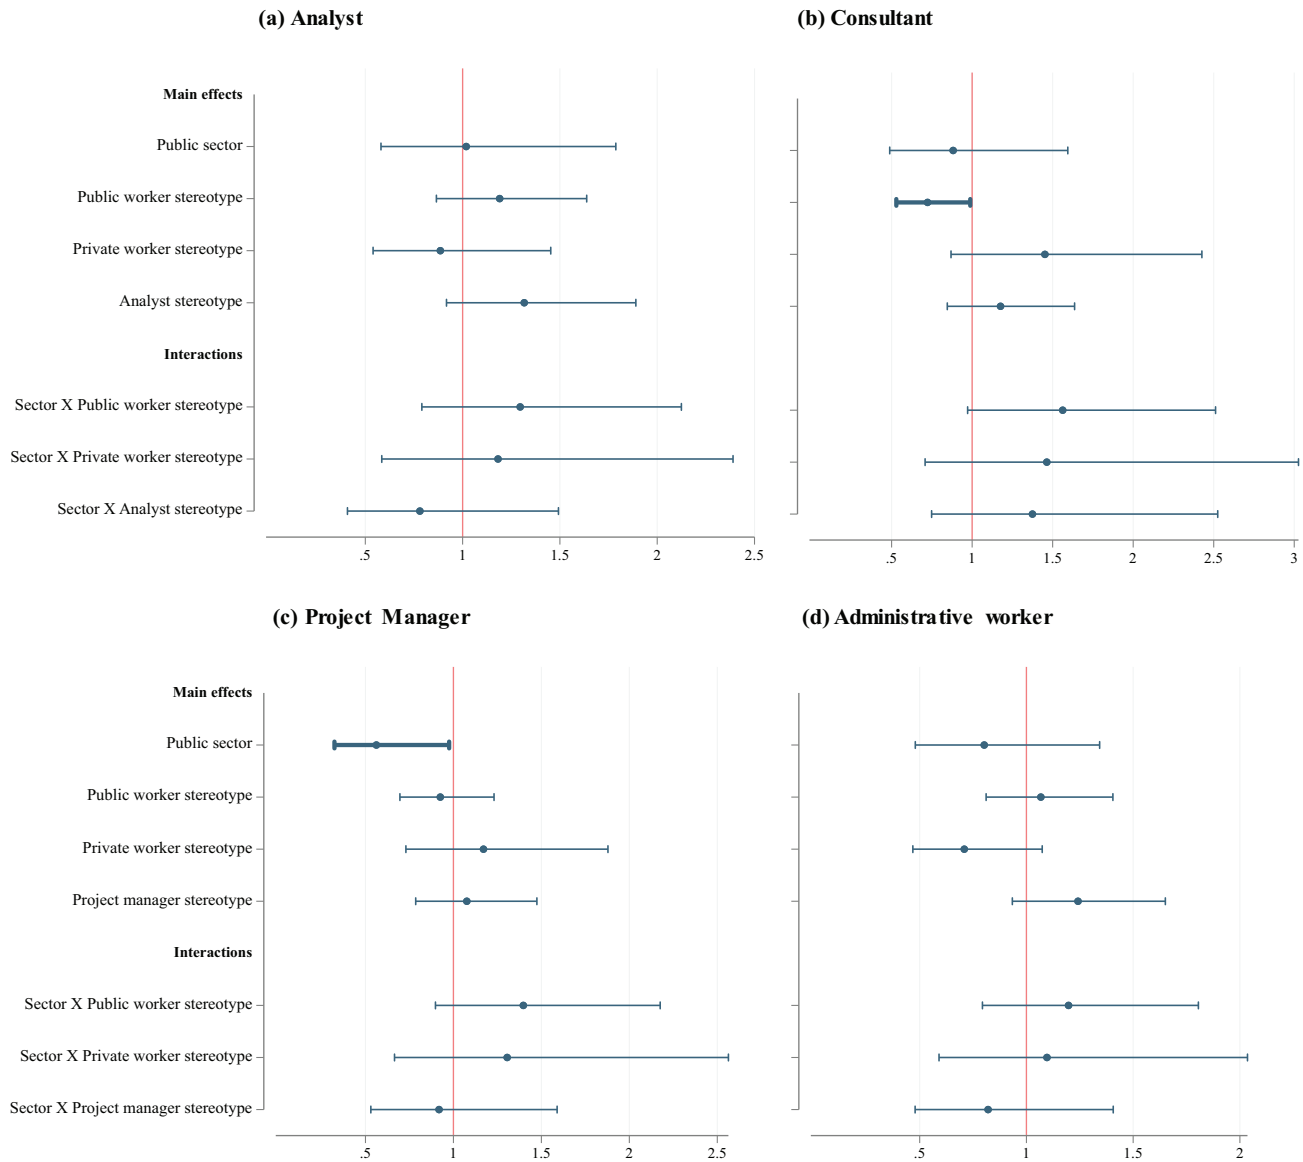 (a) Analyst
(b) Consultant
Main effects
Public sector
Public worker stereotype
Private worker stereotype
Analyst stereotype
Interactions
Sector X Public worker stereotype
Sector X Private worker stereotype
Sector X Analyst stereotype
.5 1 1.5 2 2.5
.5 1 1.5 2 2.5 3
(c) Project Manager
(d) Administrative worker
Main effects
Public sector
Public worker stereotype
Private worker stereotype
Project manager stereotype
Interactions
Sector X Public worker stereotype
Sector X Private worker stereotype
Sector X Project manager stereotype
.5 1 1.5 2 2.5
.5 1 1.5 2